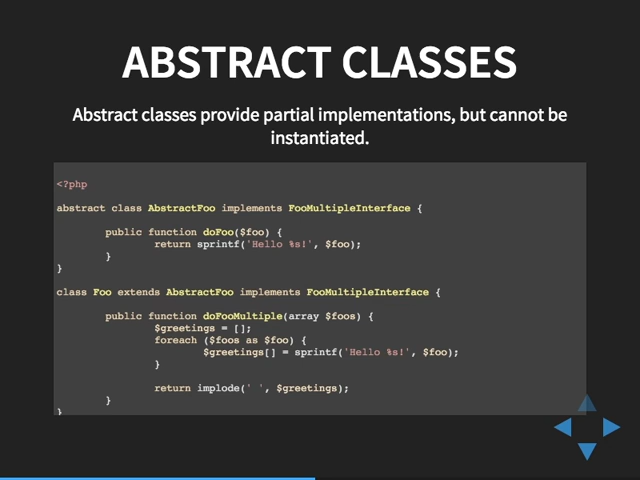 ABSTRACT CLASSES
Abstract classes provide partial implementations, but cannot be
instantiated.
<?php
abstract class AbstractFoo implements FooMultipleInterface {
public function doFoo($foo) {
return sprintf('Hello %s!', $foo);
}
}
class Foo extends AbstractFoo implements FooMultipleInterface {
public function doFooMultiple(array $foos) {
$greetings = [];
foreach ($foos as $foo) {
$greetings[] = sprintf('Hello %s!', $foo);
}
return implode(' ', $greetings);
}
}